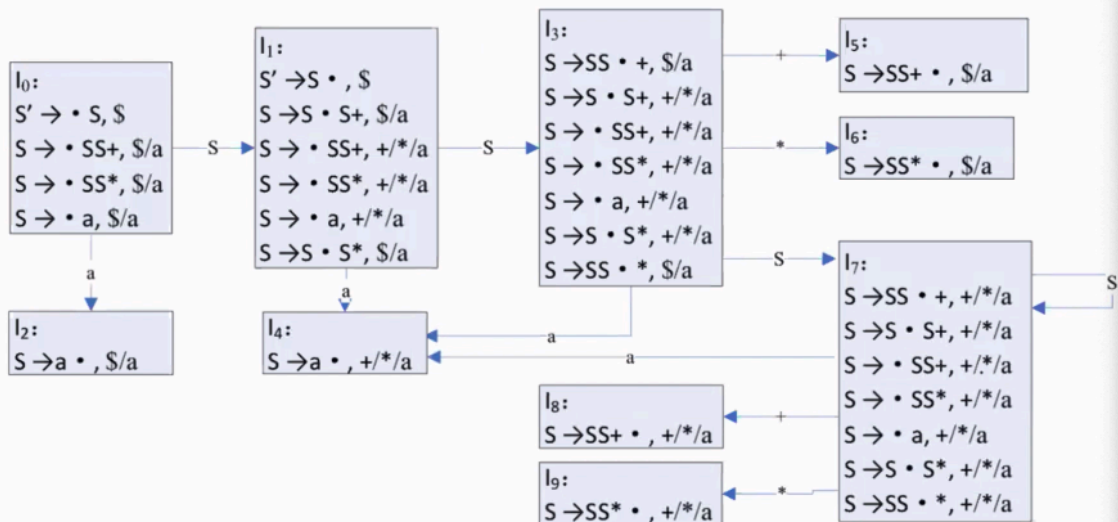 I₀:
S′ → • S, $
S → • SS+, $/a
S → • SS*, $/a
S → • a, $/a
S
a
I₂:
S →a • , $/a
I₁:
S′ →S • , $
S →S • S+, $/a
S → • SS+, +/*/a
S → • SS*, +/*/a
S → • a, +/*/a
S →S • S*, $/a
S
a
I₄:
S →a • , +/*/a
I₃:
S →SS • +, $/a
S →S • S+, +/*/a
S → • SS+, +/*/a
S → • SS*, +/*/a
S → • a, +/*/a
S →S • S*, +/*/a
S →SS • *, $/a
+
*
S
a
a
I₅:
S →SS+ • , $/a
I₆:
S →SS* • , $/a
I₇:
S →SS • +, +/*/a
S →S • S+, +/*/a
S → • SS+, +/*/a
S → • SS*, +/*/a
S → • a, +/*/a
S →S • S*, +/*/a
S →SS • *, +/*/a
S
+
*
I₈:
S →SS+ • , +/*/a
I₉:
S →SS* • , +/*/a